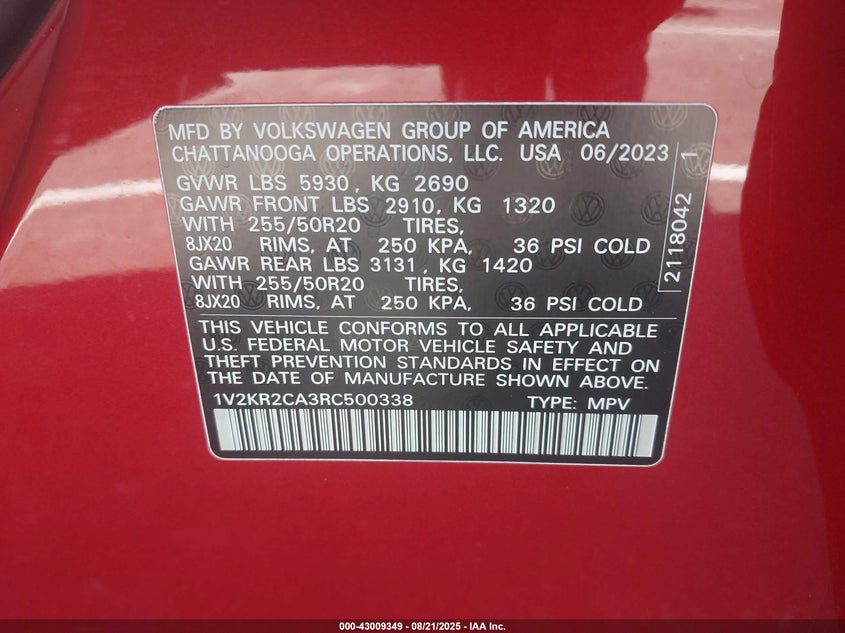 MFD BY VOLKSWAGEN GROUP OF AMERICA
CHATTANOOGA OPERATIONS, LLC. USA 06/2023
GVWR LBS 5930, KG 2690
GAWR FRONT LBS 2910, KG 1320
WITH 255/50R20 TIRES,
8JX20 RIMS, AT 250 KPA, 36 PSI COLD
GAWR REAR LBS 3131, KG 1420
WITH 255/50R20 TIRES,
8JX20 RIMS, AT 250 KPA, 36 PSI COLD
2118042 1
THIS VEHICLE CONFORMS TO ALL APPLICABLE
U.S. FEDERAL MOTOR VEHICLE SAFETY AND
THEFT PREVENTION STANDARDS IN EFFECT ON
THE DATE OF MANUFACTURE SHOWN ABOVE.
1V2KR2CA3RC500338 TYPE: MPV
000-43009349 - 08/21/2025 - IAA Inc.